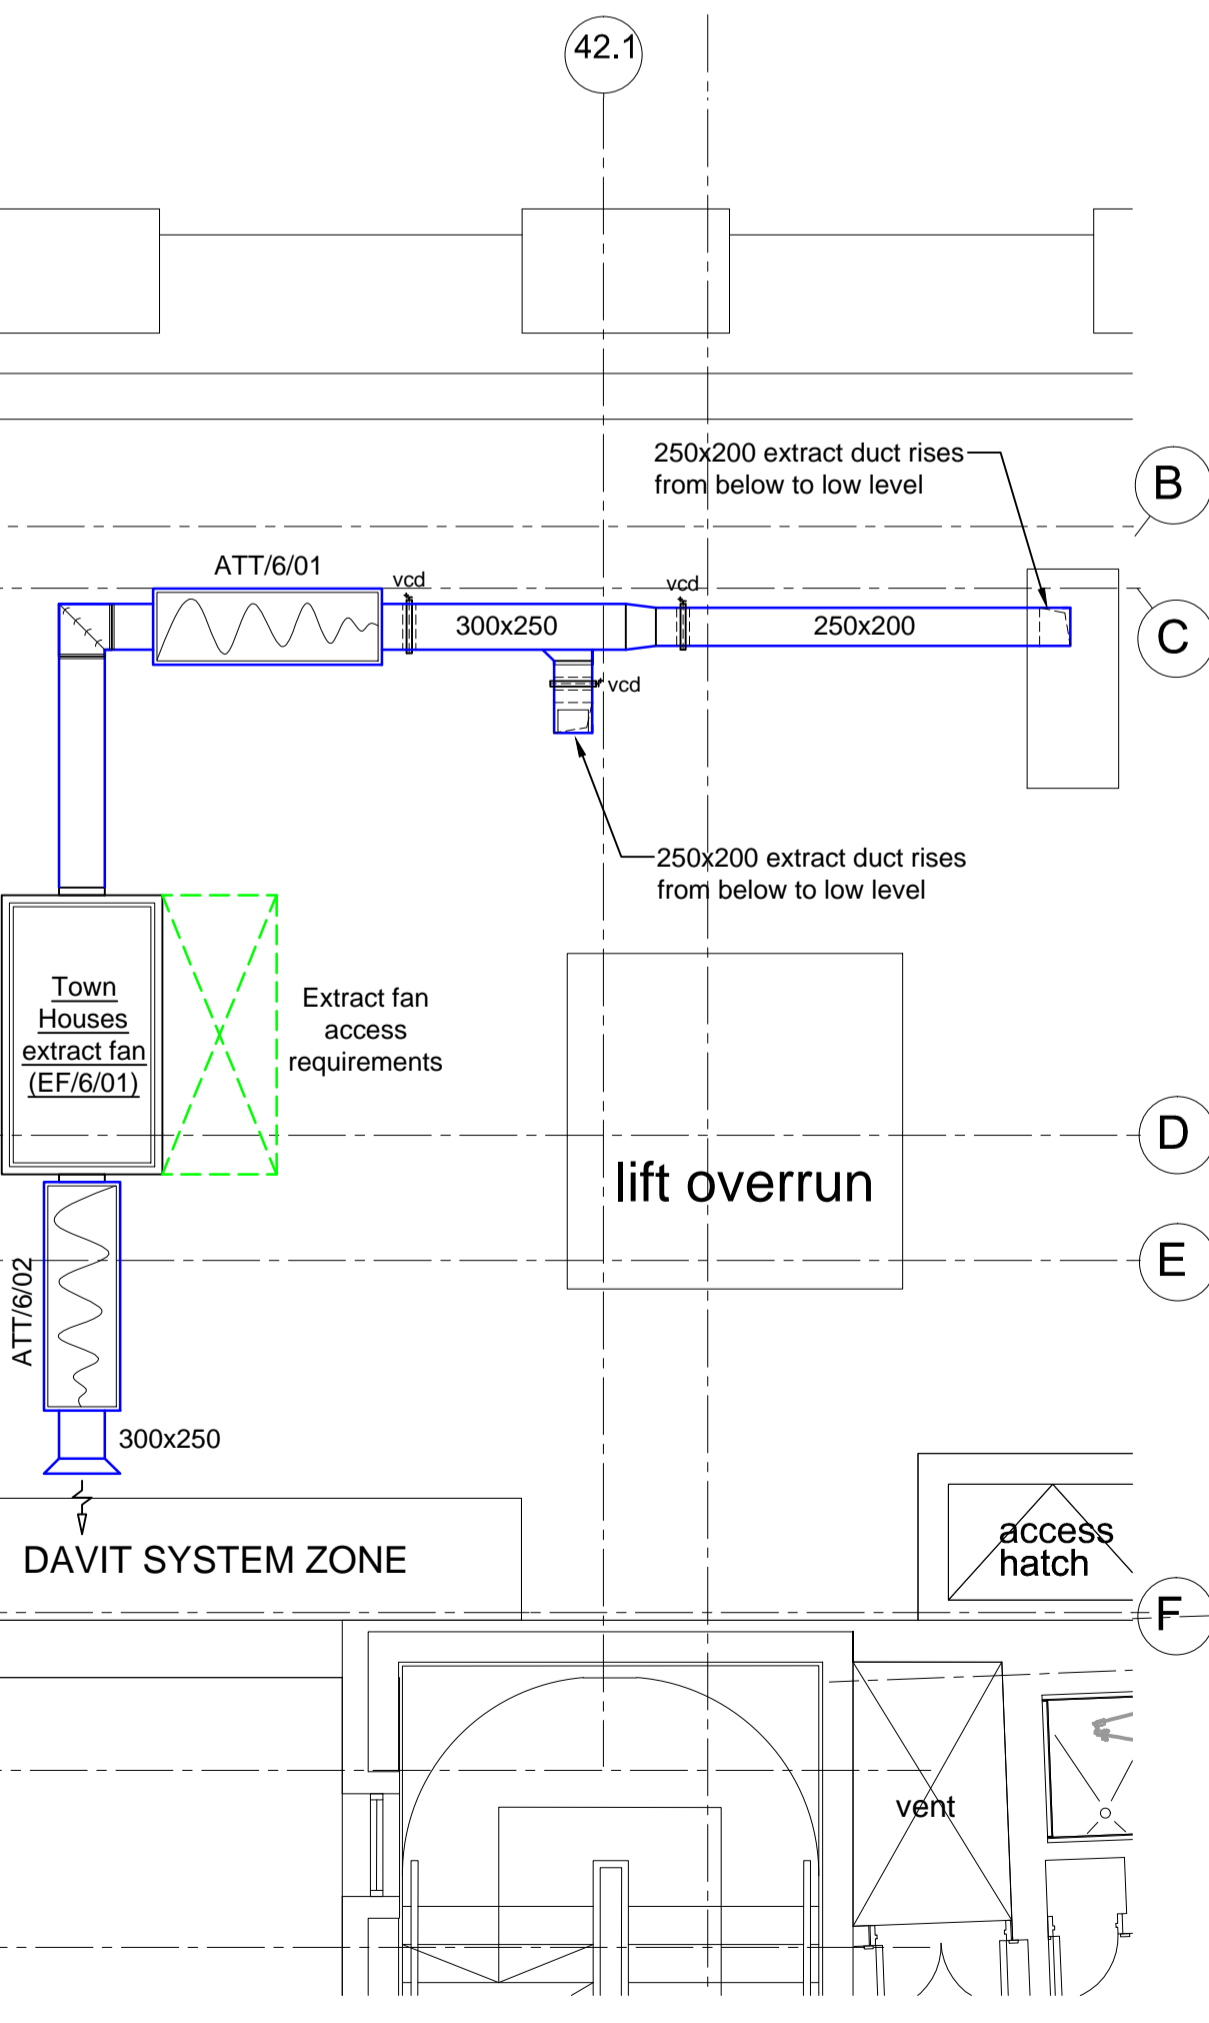 42.1
250x200 extract duct rises
from below to low level
B
ATT/6/01
vcd
vcd
300x250
250x200
C
vcd
250x200 extract duct rises
from below to low level
Town
Houses
extract fan
(EF/6/01)
Extract fan
access
requirements
D
lift overrun
E
ATT/6/02
300x250
access
hatch
DAVIT SYSTEM ZONE
F
vent